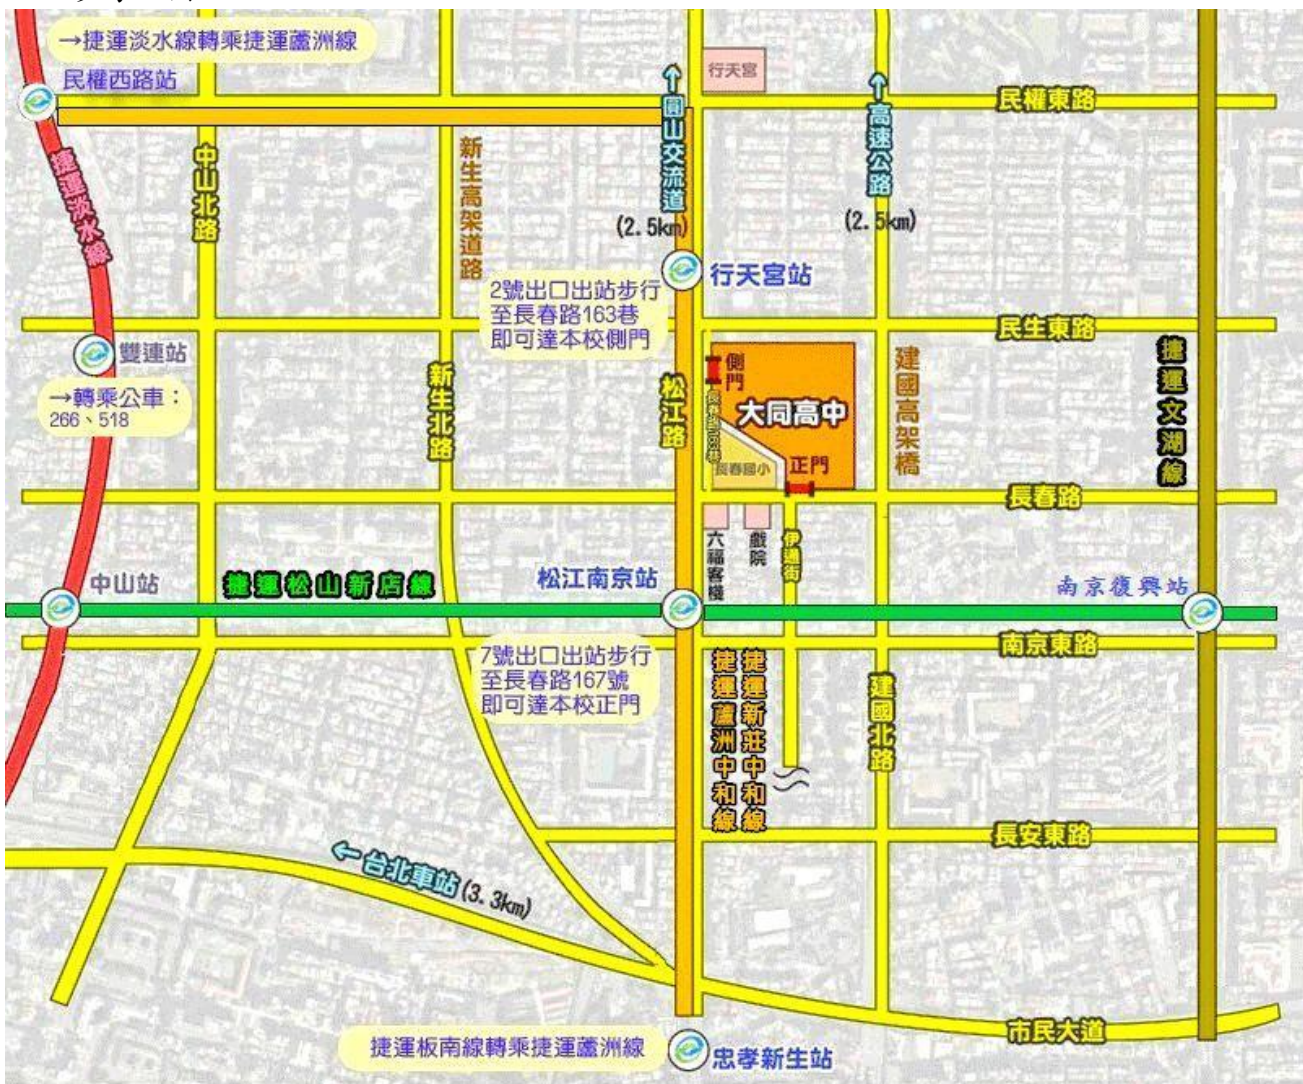 →捷運淡水線轉乘捷運蘆洲線
民權西路站
行天宮
民權東路
圓山交流道
(2.5km)
高速公路
(2.5km)
捷運淡水線
中山北路
新生高架道路
行天宮站
2號出口出站步行
至長春路163巷
即可達本校側門
民生東路
雙連站
→轉乘公車：
266、518
新生北路
松江路
側門
大同高中
長春路163巷
長春國小
正門
建國高架橋
捷運文湖線
長春路
六福客棧
戲院
伊通街
中山站
捷運松山新店線
松江南京站
南京復興站
南京東路
7號出口出站步行
至長春路167號
即可達本校正門
捷運蘆洲中和線
捷運新莊中和線
建國北路
長安東路
←台北車站(3.3km)
市民大道
捷運板南線轉乘捷運蘆洲線
忠孝新生站